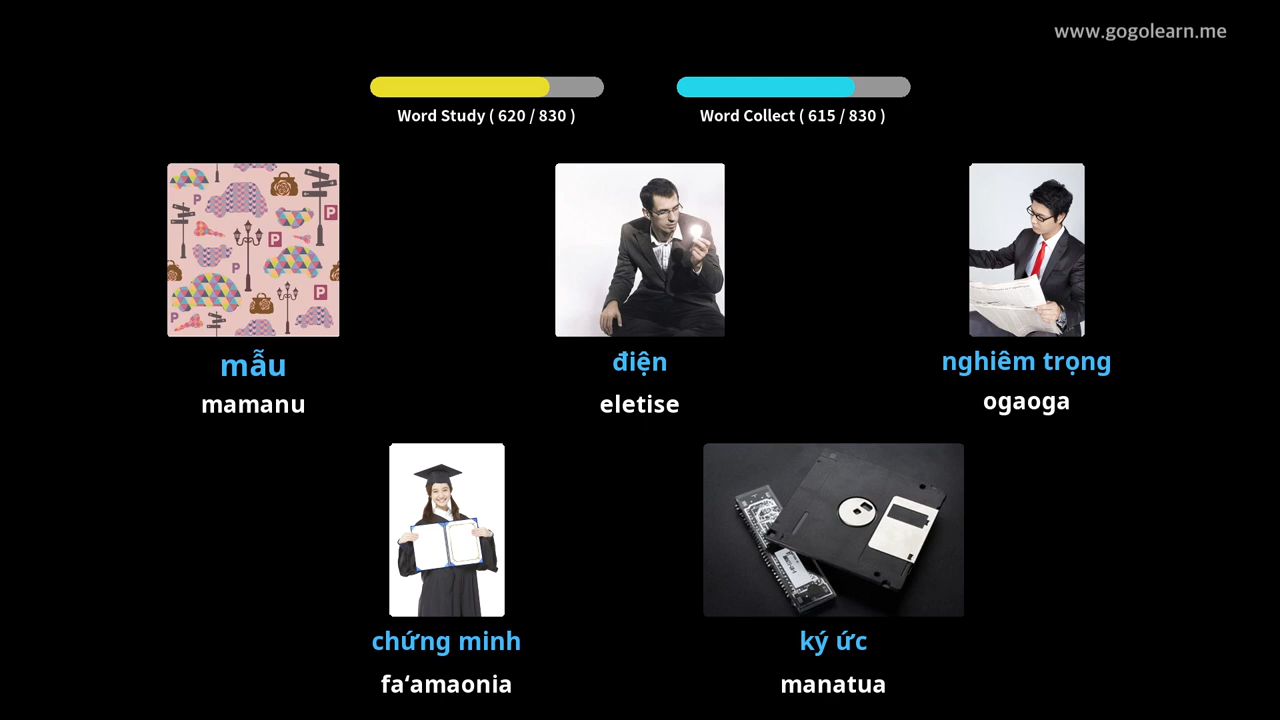 www.gogolearn.me
Word Study ( 620 / 830 )
Word Collect ( 615 / 830 )
P
P
P
P
P
P
mẫu
mamanu
điện
eletise
nghiêm trọng
ogaoga
chứng minh
faʻamaonia
ký ức
manatua